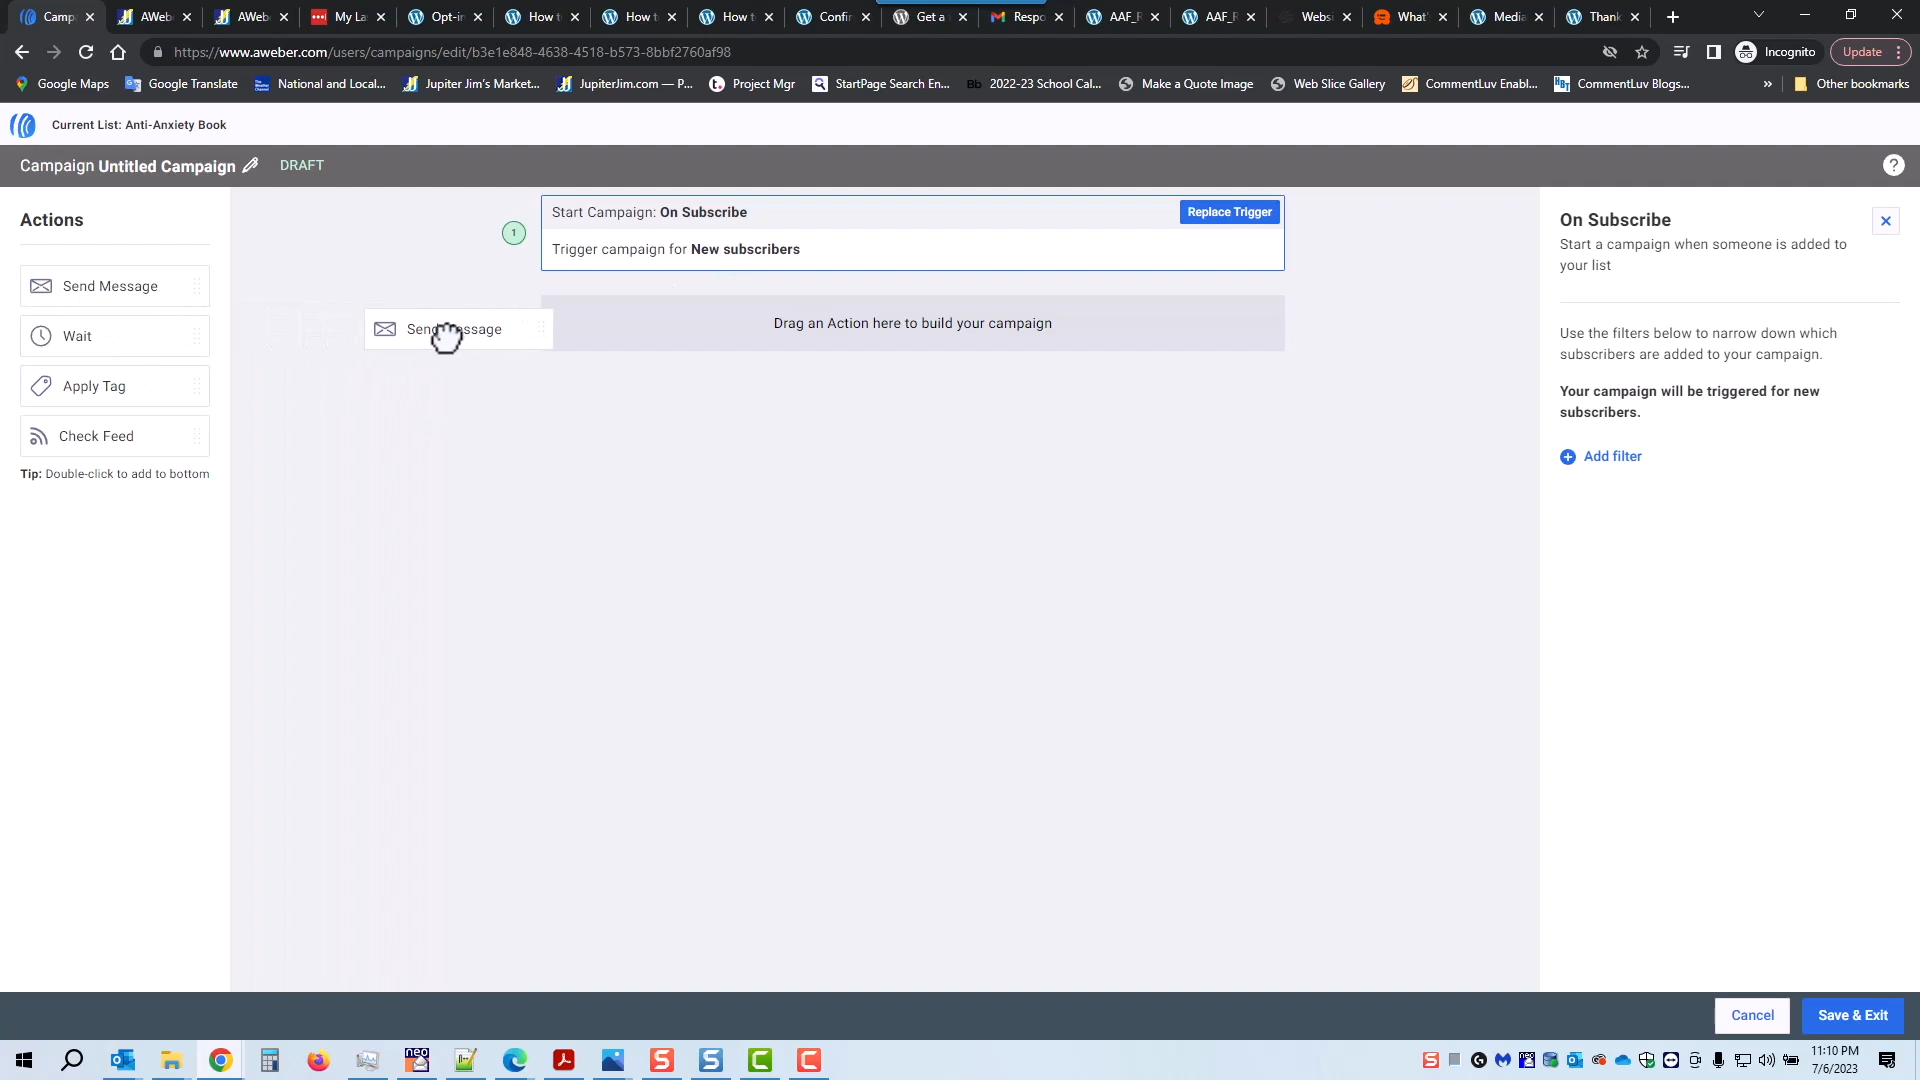 Camp
AWeb
AWeb
My La
Opt-in
How t
How t
How t
Confir
Get a
Respo
AAF_F
AAF_F
Websi
What'
Media
Thank
https://www.aweber.com/users/campaigns/edit/b3e1e848-4638-4518-b573-8bbf2760af98
Incognito
Update
Google Maps
Google Translate
National and Local...
Jupiter Jim's Market...
JupiterJim.com — P...
Project Mgr
StartPage Search En...
Bb 2022-23 School Cal...
Make a Quote Image
Web Slice Gallery
CommentLuv Enabl...
CommentLuv Blogs...
»
Other bookmarks
Current List: Anti-Anxiety Book
Campaign Untitled Campaign
DRAFT
?
Actions
Send Message
Wait
Apply Tag
Check Feed
Tip: Double-click to add to bottom
1
Start Campaign: On Subscribe
Replace Trigger
Trigger campaign for New subscribers
Drag an Action here to build your campaign
On Subscribe
Start a campaign when someone is added to
your list
Use the filters below to narrow down which
subscribers are added to your campaign.
Your campaign will be triggered for new
subscribers.
Add filter
Cancel
Save & Exit
neo
11:10 PM
7/6/2023